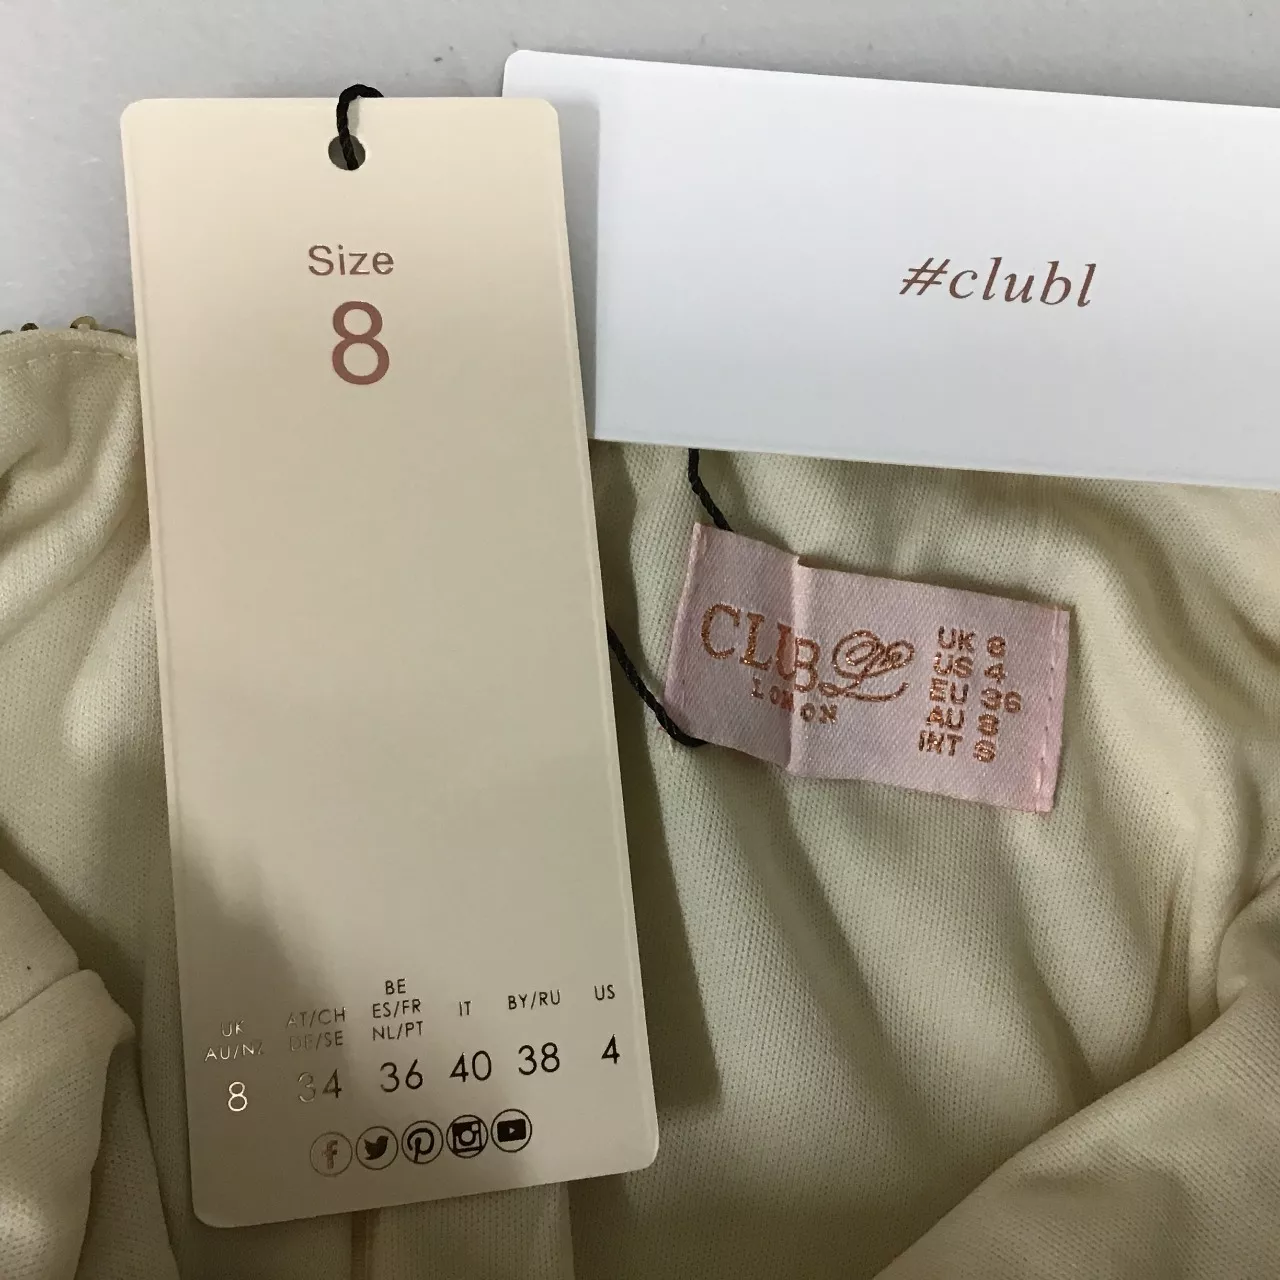 Size
8
#clubl
CLUB L
LONDON
UK 8
US 4
EU 36
AU 8
INT 8
UK
AU/NZ
8
AT/CH
DE/SE
34
BE
ES/FR
NL/PT
36
IT
40
BY/RU
38
US
4